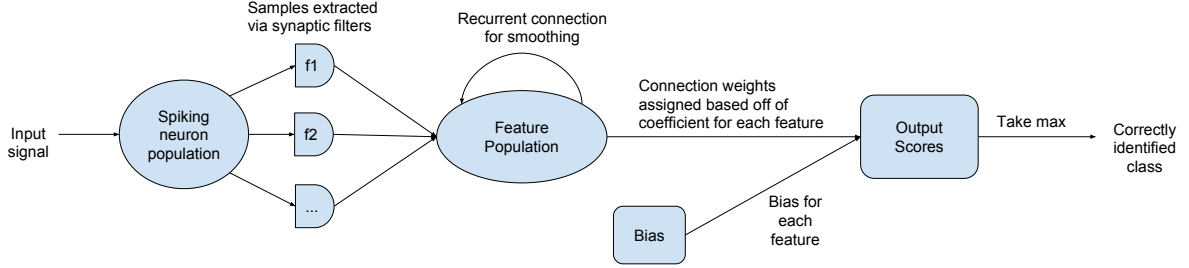 Samples extracted
via synaptic filters
Input
signal
Spiking
neuron
population
f1
f2
...
Recurrent connection
for smoothing
Feature
Population
Connection weights
assigned based off of
coefficient for each feature
Bias
Bias for
each
feature
Output
Scores
Take max
Correctly
identified
class